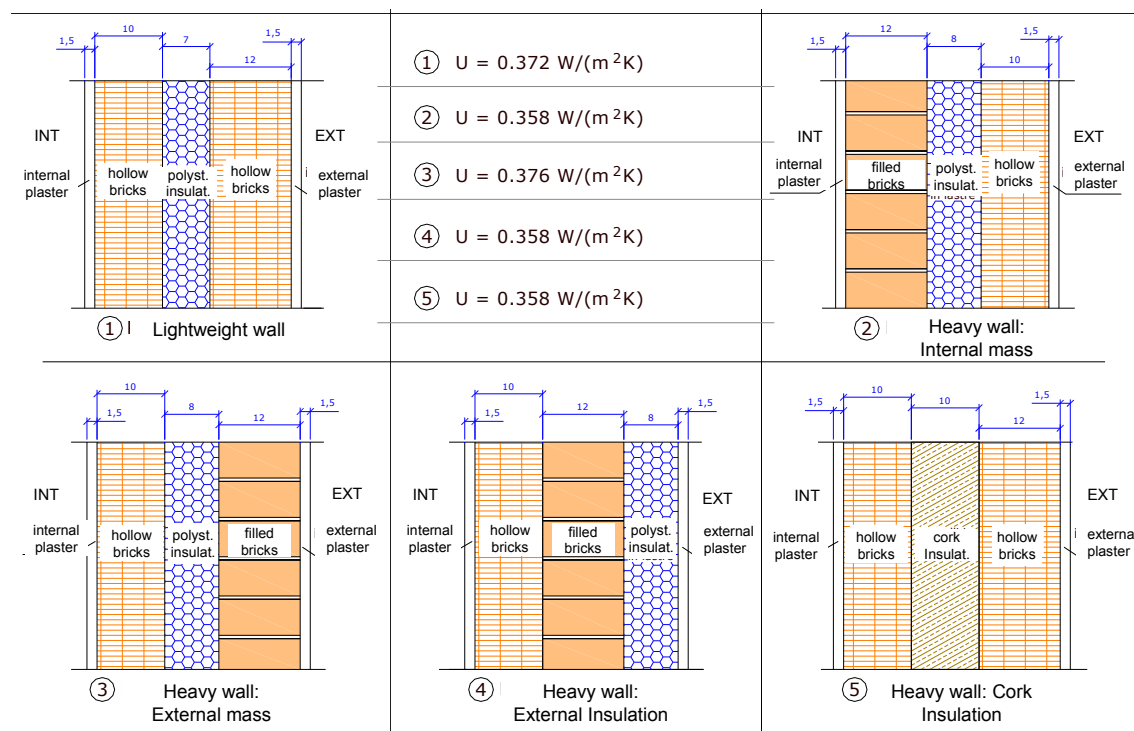 10
1,5
7
1,5
12
INT
EXT
internal
plaster
hollow
bricks
polyst.
insulat.
hollow
bricks
external
plaster
1 Lightweight wall
1 U = 0.372 W/(m²K)
2 U = 0.358 W/(m²K)
3 U = 0.376 W/(m²K)
4 U = 0.358 W/(m²K)
5 U = 0.358 W/(m²K)
12
1,5
8
1,5
10
INT
EXT
internal
plaster
filled
bricks
polyst.
insulat.
hollow
bricks
external
plaster
2 Heavy wall:
Internal mass
10
1,5
8
1,5
12
INT
EXT
internal
plaster
hollow
bricks
polyst.
insulat.
filled
bricks
external
plaster
3 Heavy wall:
External mass
10
1,5
12
1,5
8
INT
EXT
internal
plaster
hollow
bricks
filled
bricks
polyst.
insulat.
external
plaster
4 Heavy wall:
External Insulation
10
1,5
10
1,5
12
INT
EXT
internal
plaster
hollow
bricks
cork
Insulat.
hollow
bricks
external
plaster
5 Heavy wall: Cork
Insulation